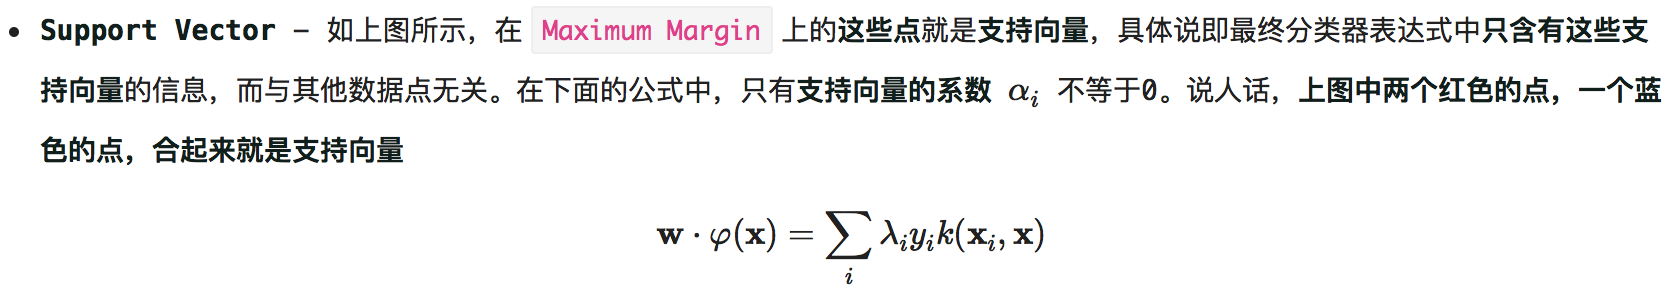 • Support Vector – 如上图所示，在 Maximum Margin 上的这些点就是支持向量，具体说即最终分类器表达式中只含有这些支
持向量的信息，而与其他数据点无关。在下面的公式中，只有支持向量的系数 αᵢ 不等于0。说人话，上图中两个红色的点，一个蓝
色的点，合起来就是支持向量
w · φ(x) = ∑ᵢ λᵢyᵢk(xᵢ, x)